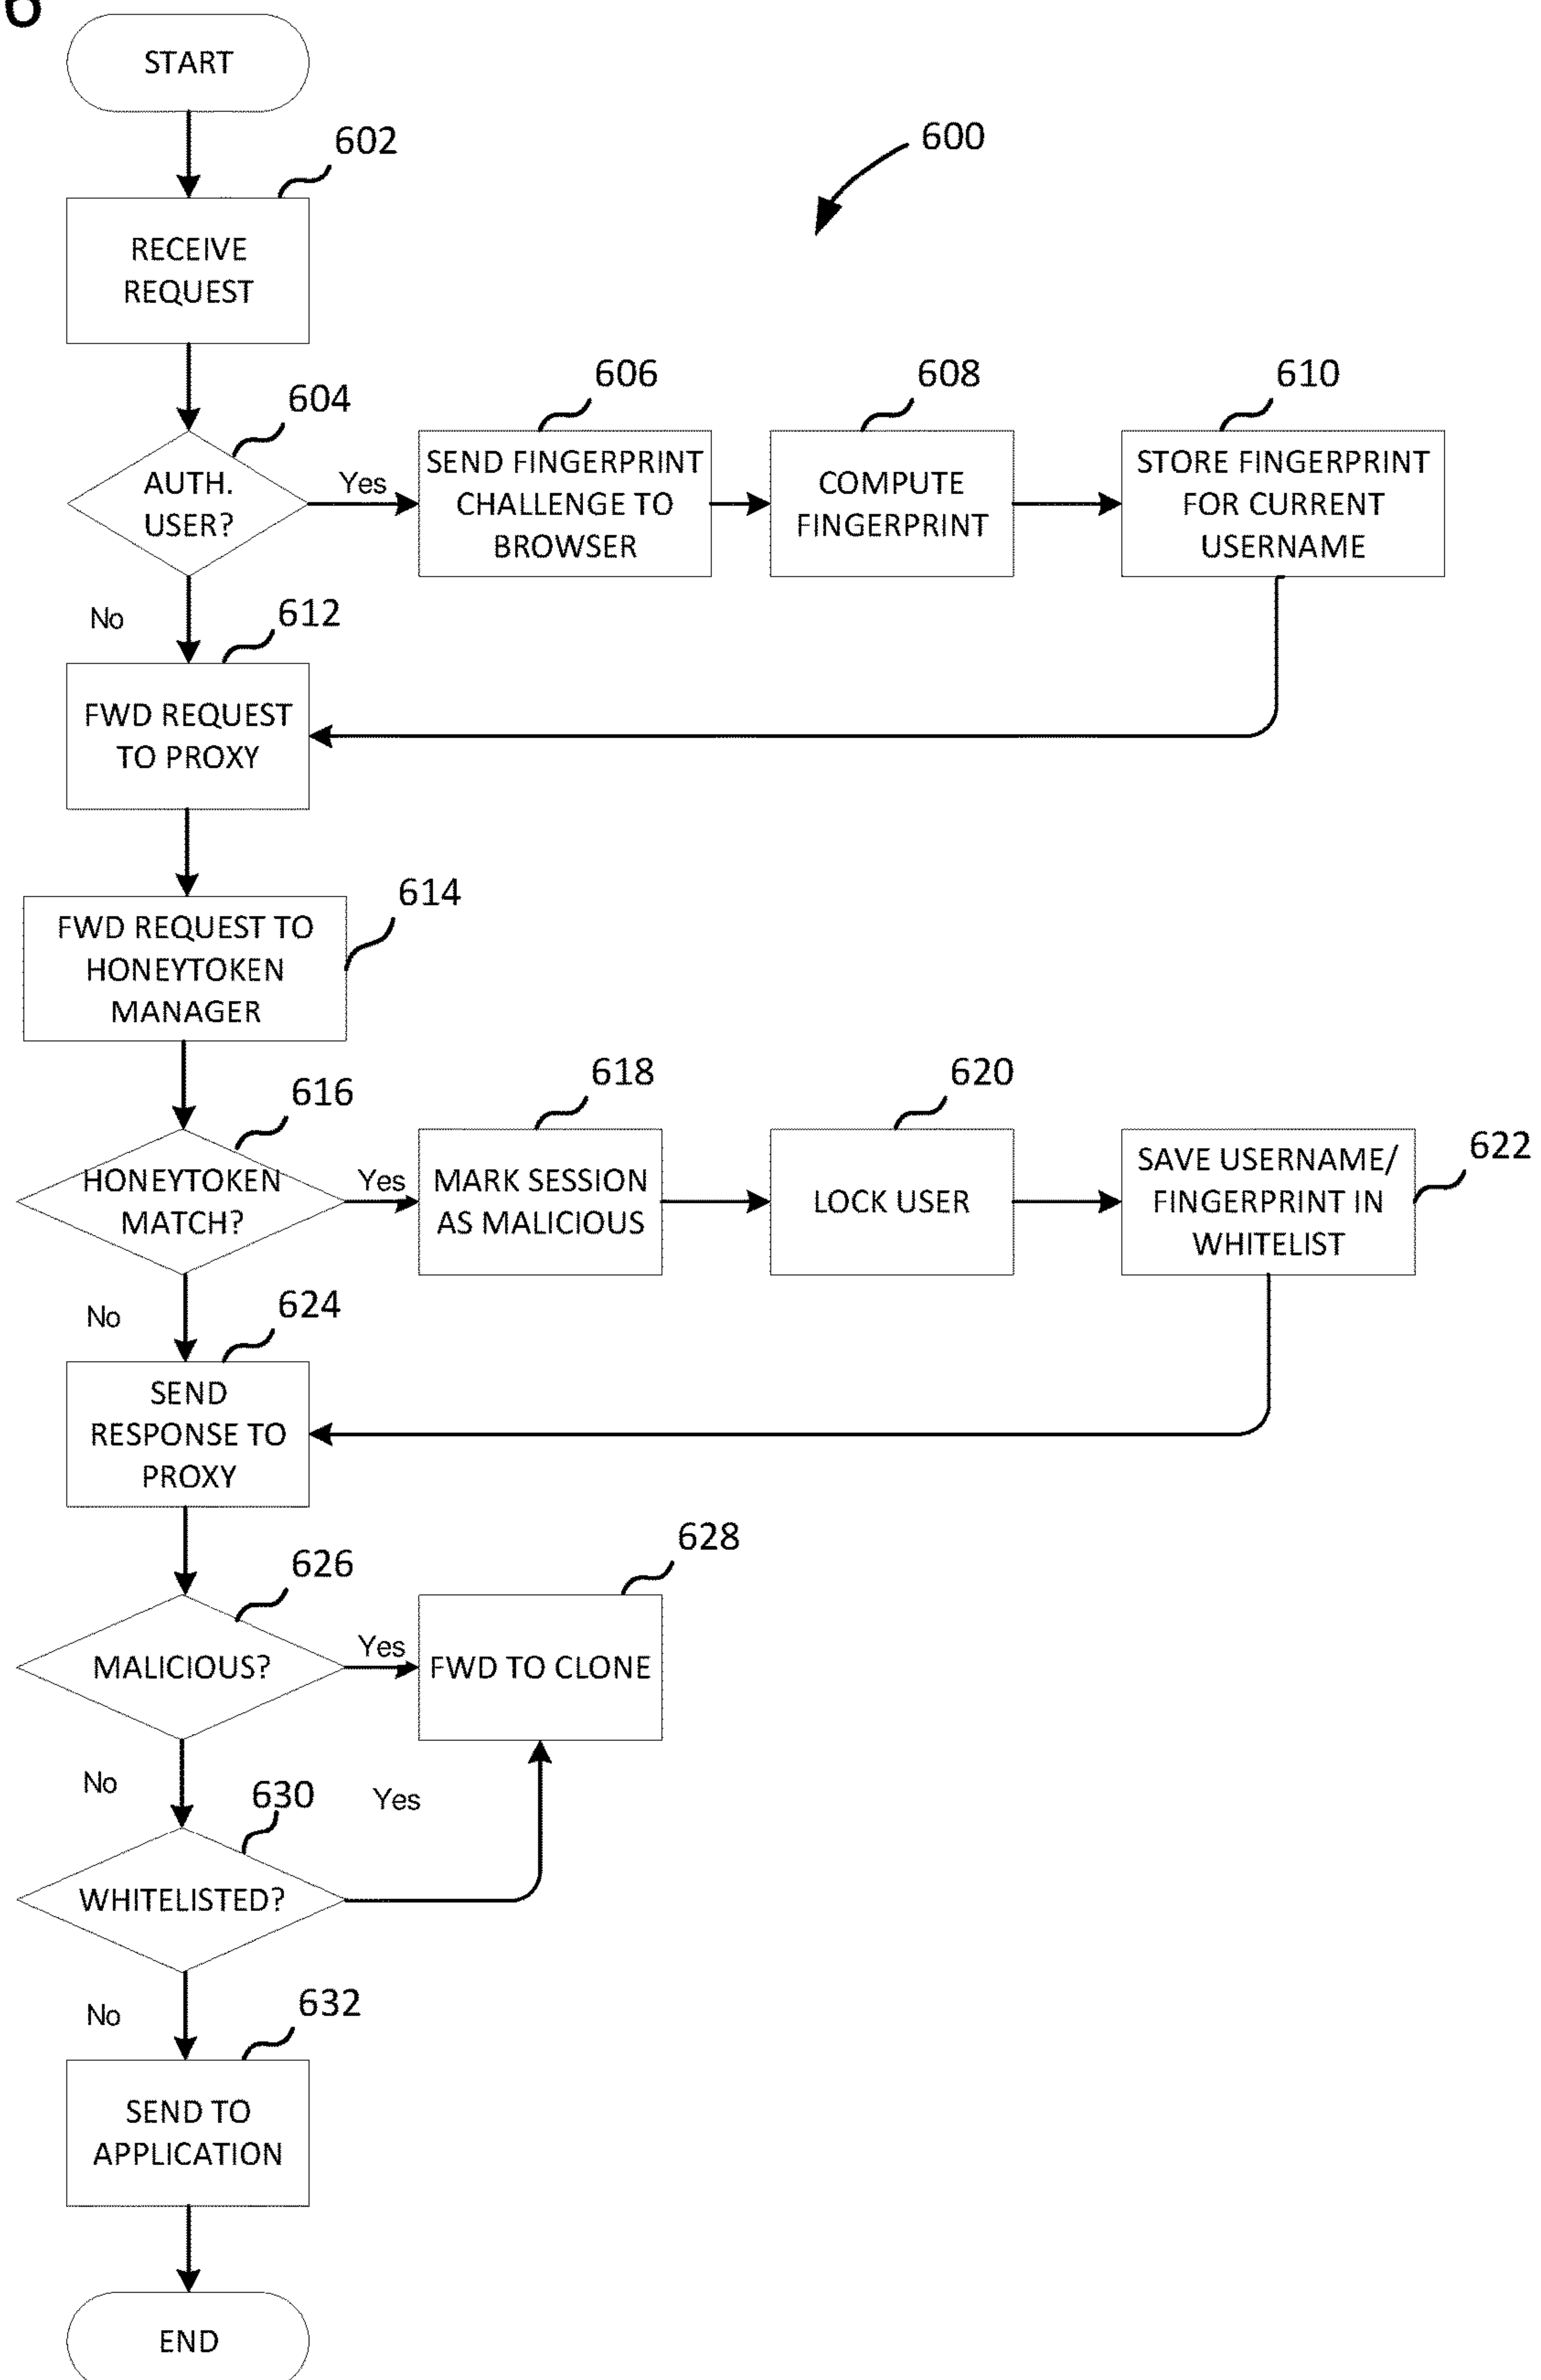 6
START
602
600
RECEIVE
REQUEST
604
606
608
610
AUTH.
USER?
Yes
SEND FINGERPRINT
CHALLENGE TO
BROWSER
COMPUTE
FINGERPRINT
STORE FINGERPRINT
FOR CURRENT
USERNAME
No
612
FWD REQUEST
TO PROXY
614
FWD REQUEST TO
HONEYTOKEN
MANAGER
616
618
620
622
HONEYTOKEN
MATCH?
Yes
MARK SESSION
AS MALICIOUS
LOCK USER
SAVE USERNAME/
FINGERPRINT IN
WHITELIST
No
624
SEND
RESPONSE TO
PROXY
626
628
MALICIOUS?
Yes
FWD TO CLONE
No
630
Yes
WHITELISTED?
No
632
SEND TO
APPLICATION
END